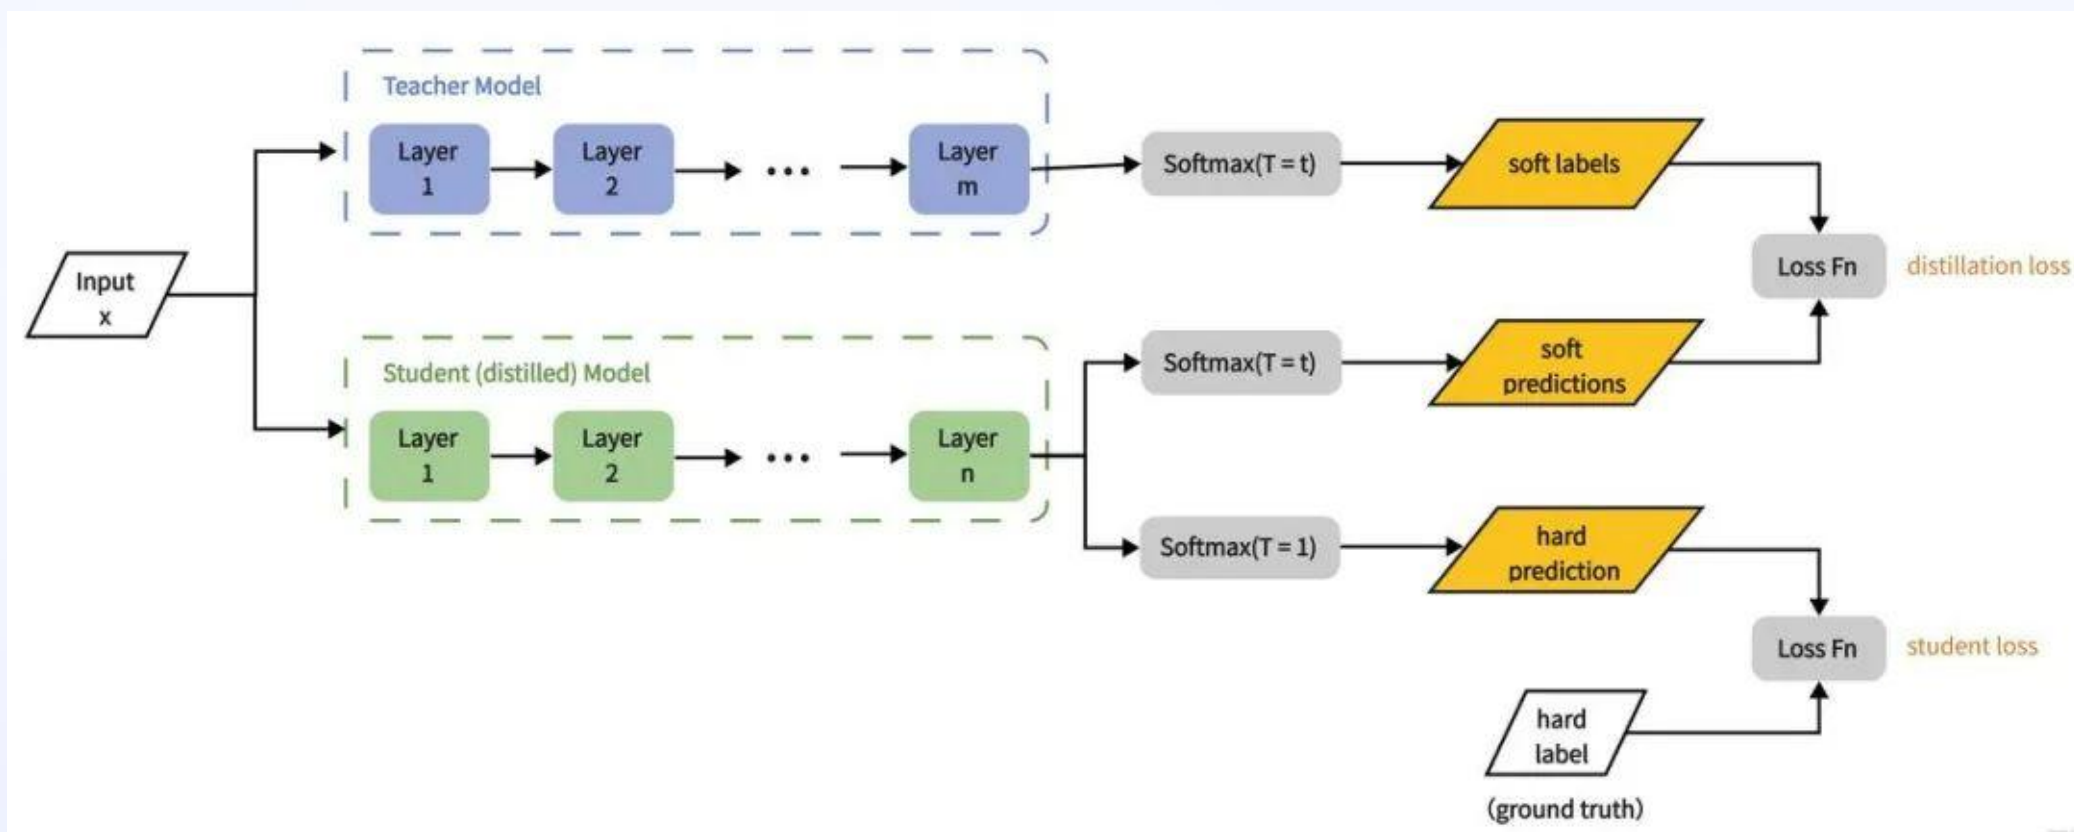 Teacher Model
Layer
1
Layer
2
...
Layer
m
Softmax(T = t)
soft labels
Input
x
Loss Fn
distillation loss
Student (distilled) Model
Layer
1
Layer
2
...
Layer
n
Softmax(T = t)
soft
predictions
Softmax(T = 1)
hard
prediction
Loss Fn
student loss
hard
label
(ground truth)